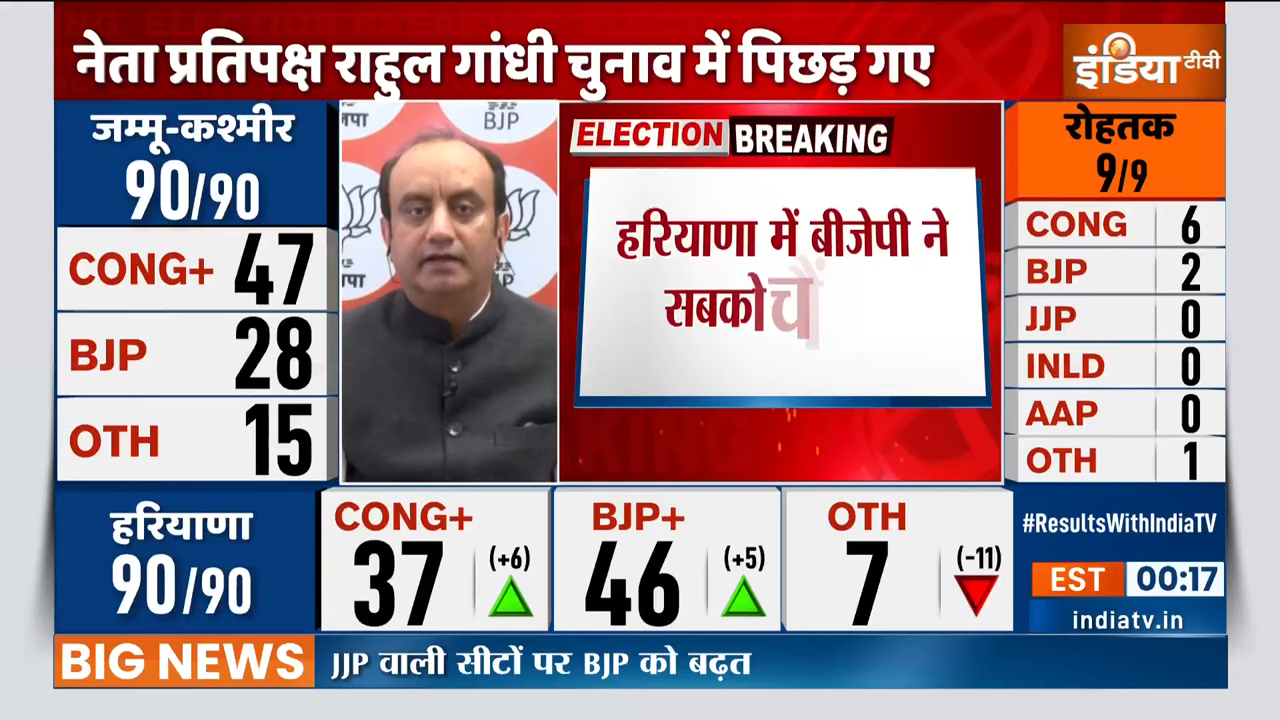 नेता प्रतिपक्ष राहुल गांधी चुनाव में पिछड़ गए
इंडिया टीवी
जम्मू-कश्मीर
90/90
CONG+ 47
BJP 28
OTH 15
BJP
BJP
ELECTION BREAKING
हरियाणा में बीजेपी ने
सबको
रोहतक
9/9
CONG 6
BJP 2
JJP 0
INLD 0
AAP 0
OTH 1
हरियाणा
90/90
CONG+
37 (+6)
BJP+
46 (+5)
OTH
7 (-11)
#ResultsWithIndiaTV
EST 00:17
indiatv.in
BIG NEWS JJP वाली सीटों पर BJP को बढ़त